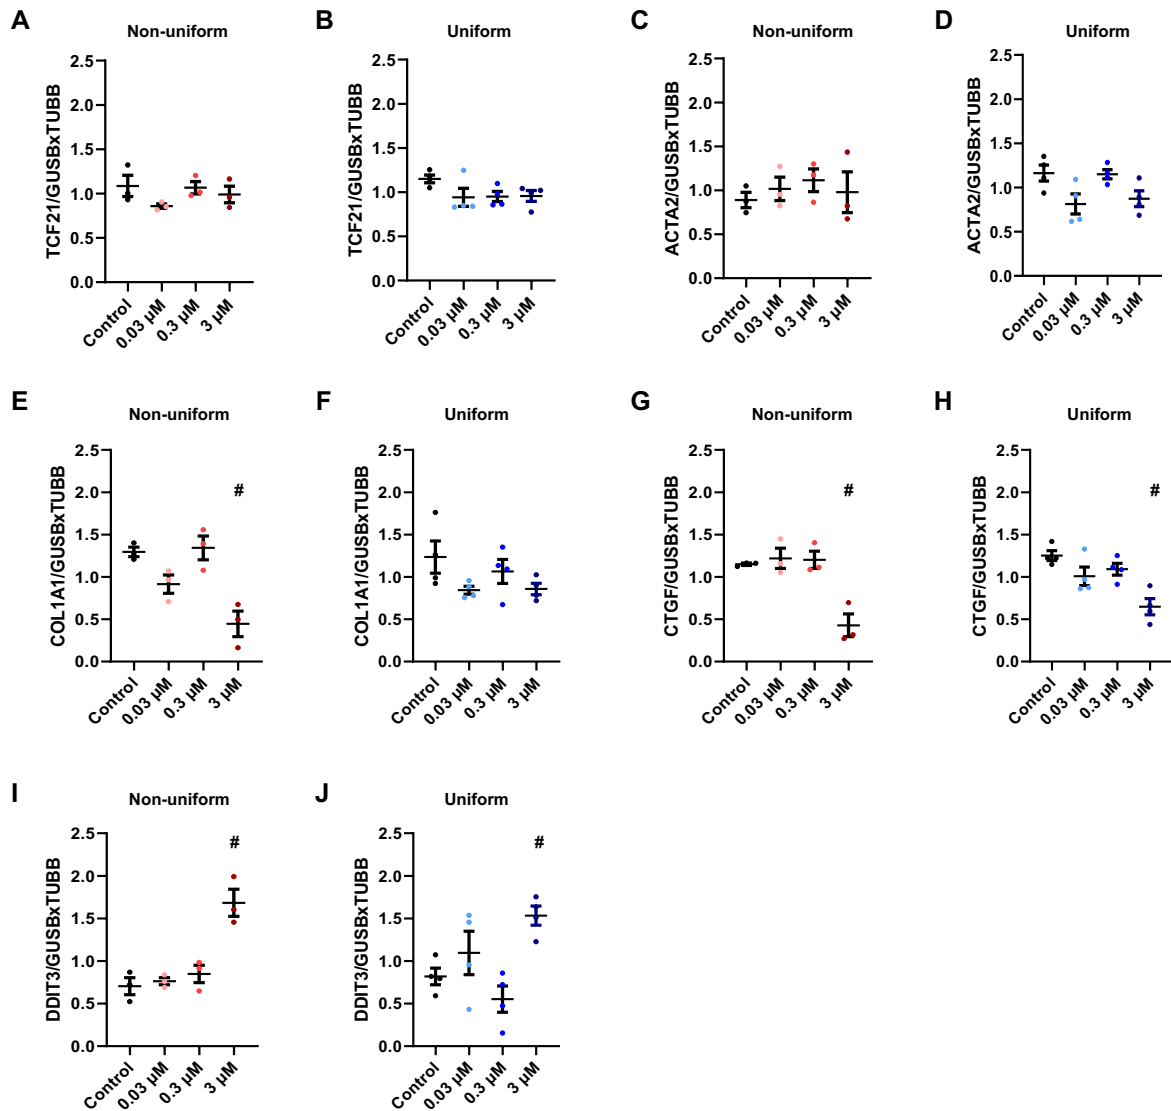 A
Non-uniform
TCF21/GUSBxTUBB
2.5
2.0
1.5
1.0
0.5
0.0
Control
0.03 µM
0.3 µM
3 µM
B
Uniform
TCF21/GUSBxTUBB
2.5
2.0
1.5
1.0
0.5
0.0
Control
0.03 µM
0.3 µM
3 µM
C
Non-uniform
ACTA2/GUSBxTUBB
2.5
2.0
1.5
1.0
0.5
0.0
Control
0.03 µM
0.3 µM
3 µM
D
Uniform
ACTA2/GUSBxTUBB
2.5
2.0
1.5
1.0
0.5
0.0
Control
0.03 µM
0.3 µM
3 µM
E
Non-uniform
COL1A1/GUSBxTUBB
2.5
2.0
1.5
1.0
0.5
0.0
#
Control
0.03 µM
0.3 µM
3 µM
F
Uniform
COL1A1/GUSBxTUBB
2.5
2.0
1.5
1.0
0.5
0.0
Control
0.03 µM
0.3 µM
3 µM
G
Non-uniform
CTGF/GUSBxTUBB
2.5
2.0
1.5
1.0
0.5
0.0
#
Control
0.03 µM
0.3 µM
3 µM
H
Uniform
CTGF/GUSBxTUBB
2.5
2.0
1.5
1.0
0.5
0.0
#
Control
0.03 µM
0.3 µM
3 µM
I
Non-uniform
DDIT3/GUSBxTUBB
2.5
2.0
1.5
1.0
0.5
0.0
#
Control
0.03 µM
0.3 µM
3 µM
J
Uniform
DDIT3/GUSBxTUBB
2.5
2.0
1.5
1.0
0.5
0.0
#
Control
0.03 µM
0.3 µM
3 µM